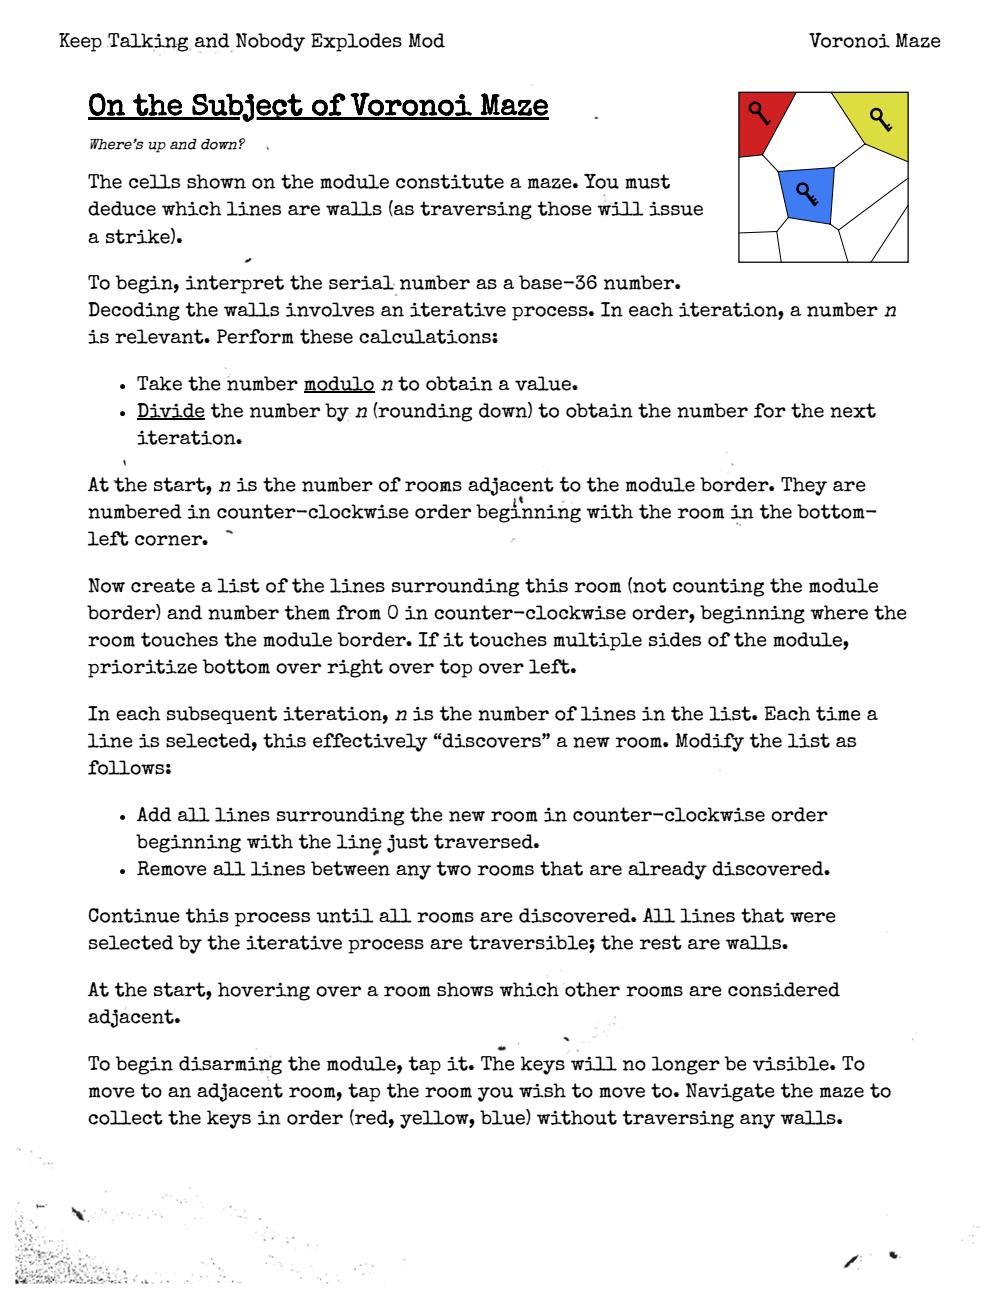 Keep Talking and Nobody Explodes Mod
Voronoi Maze
On the Subject of Voronoi Maze
Where's up and down?
The cells shown on the module constitute a maze. You must
deduce which lines are walls (as traversing those will issue
a strike).
To begin, interpret the serial number as a base-36 number.
Decoding the walls involves an iterative process. In each iteration, a number n
is relevant. Perform these calculations:
• Take the number modulo n to obtain a value.
• Divide the number by n (rounding down) to obtain the number for the next
iteration.
At the start, n is the number of rooms adjacent to the module border. They are
numbered in counter-clockwise order beginning with the room in the bottom-
left corner.
Now create a list of the lines surrounding this room (not counting the module
border) and number them from 0 in counter-clockwise order, beginning where the
room touches the module border. If it touches multiple sides of the module,
prioritize bottom over right over top over left.
In each subsequent iteration, n is the number of lines in the list. Each time a
line is selected, this effectively “discovers” a new room. Modify the list as
follows:
• Add all lines surrounding the new room in counter-clockwise order
beginning with the line just traversed.
• Remove all lines between any two rooms that are already discovered.
Continue this process until all rooms are discovered. All lines that were
selected by the iterative process are traversible; the rest are walls.
At the start, hovering over a room shows which other rooms are considered
adjacent.
To begin disarming the module, tap it. The keys will no longer be visible. To
move to an adjacent room, tap the room you wish to move to. Navigate the maze to
collect the keys in order (red, yellow, blue) without traversing any walls.